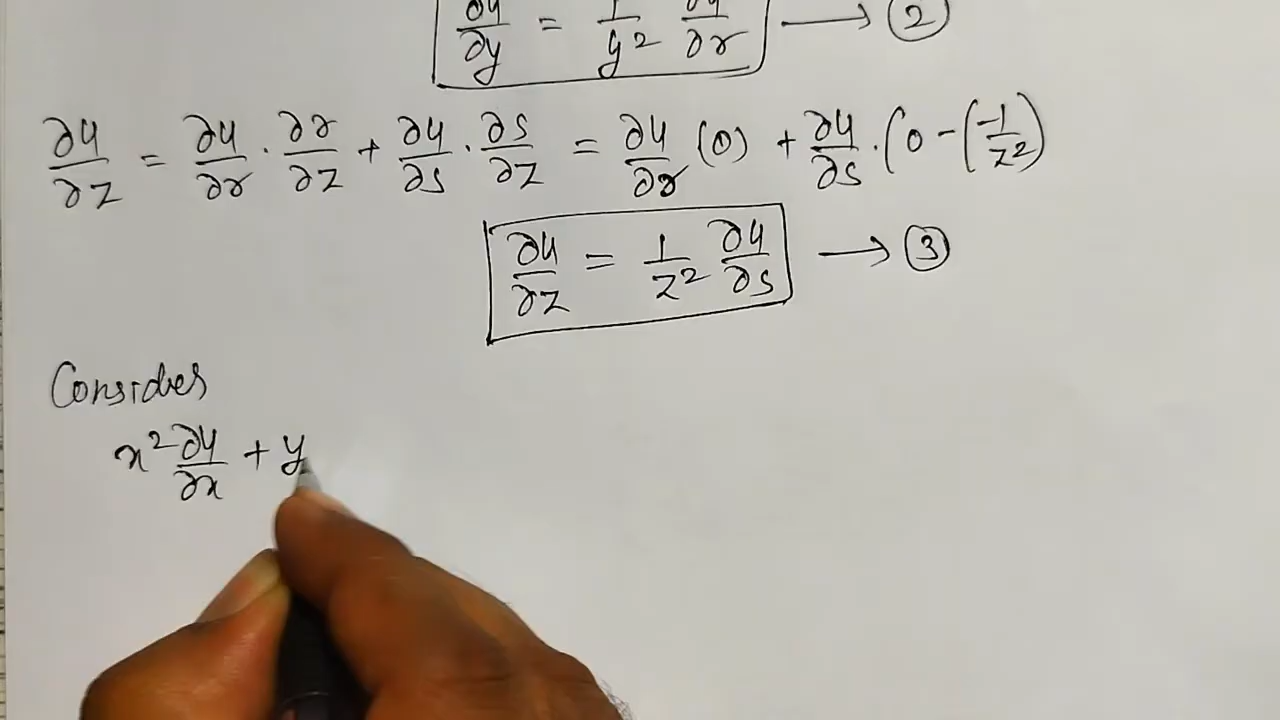 ∂u/∂y = 1/y² ∂u/∂r → ②
∂u/∂z = ∂u/∂r · ∂r/∂z + ∂u/∂s · ∂s/∂z = ∂u/∂r (0) + ∂u/∂s · (0 - (-1/z²)
∂u/∂z = 1/z² ∂u/∂s → ③
Consider
x² ∂u/∂x + y